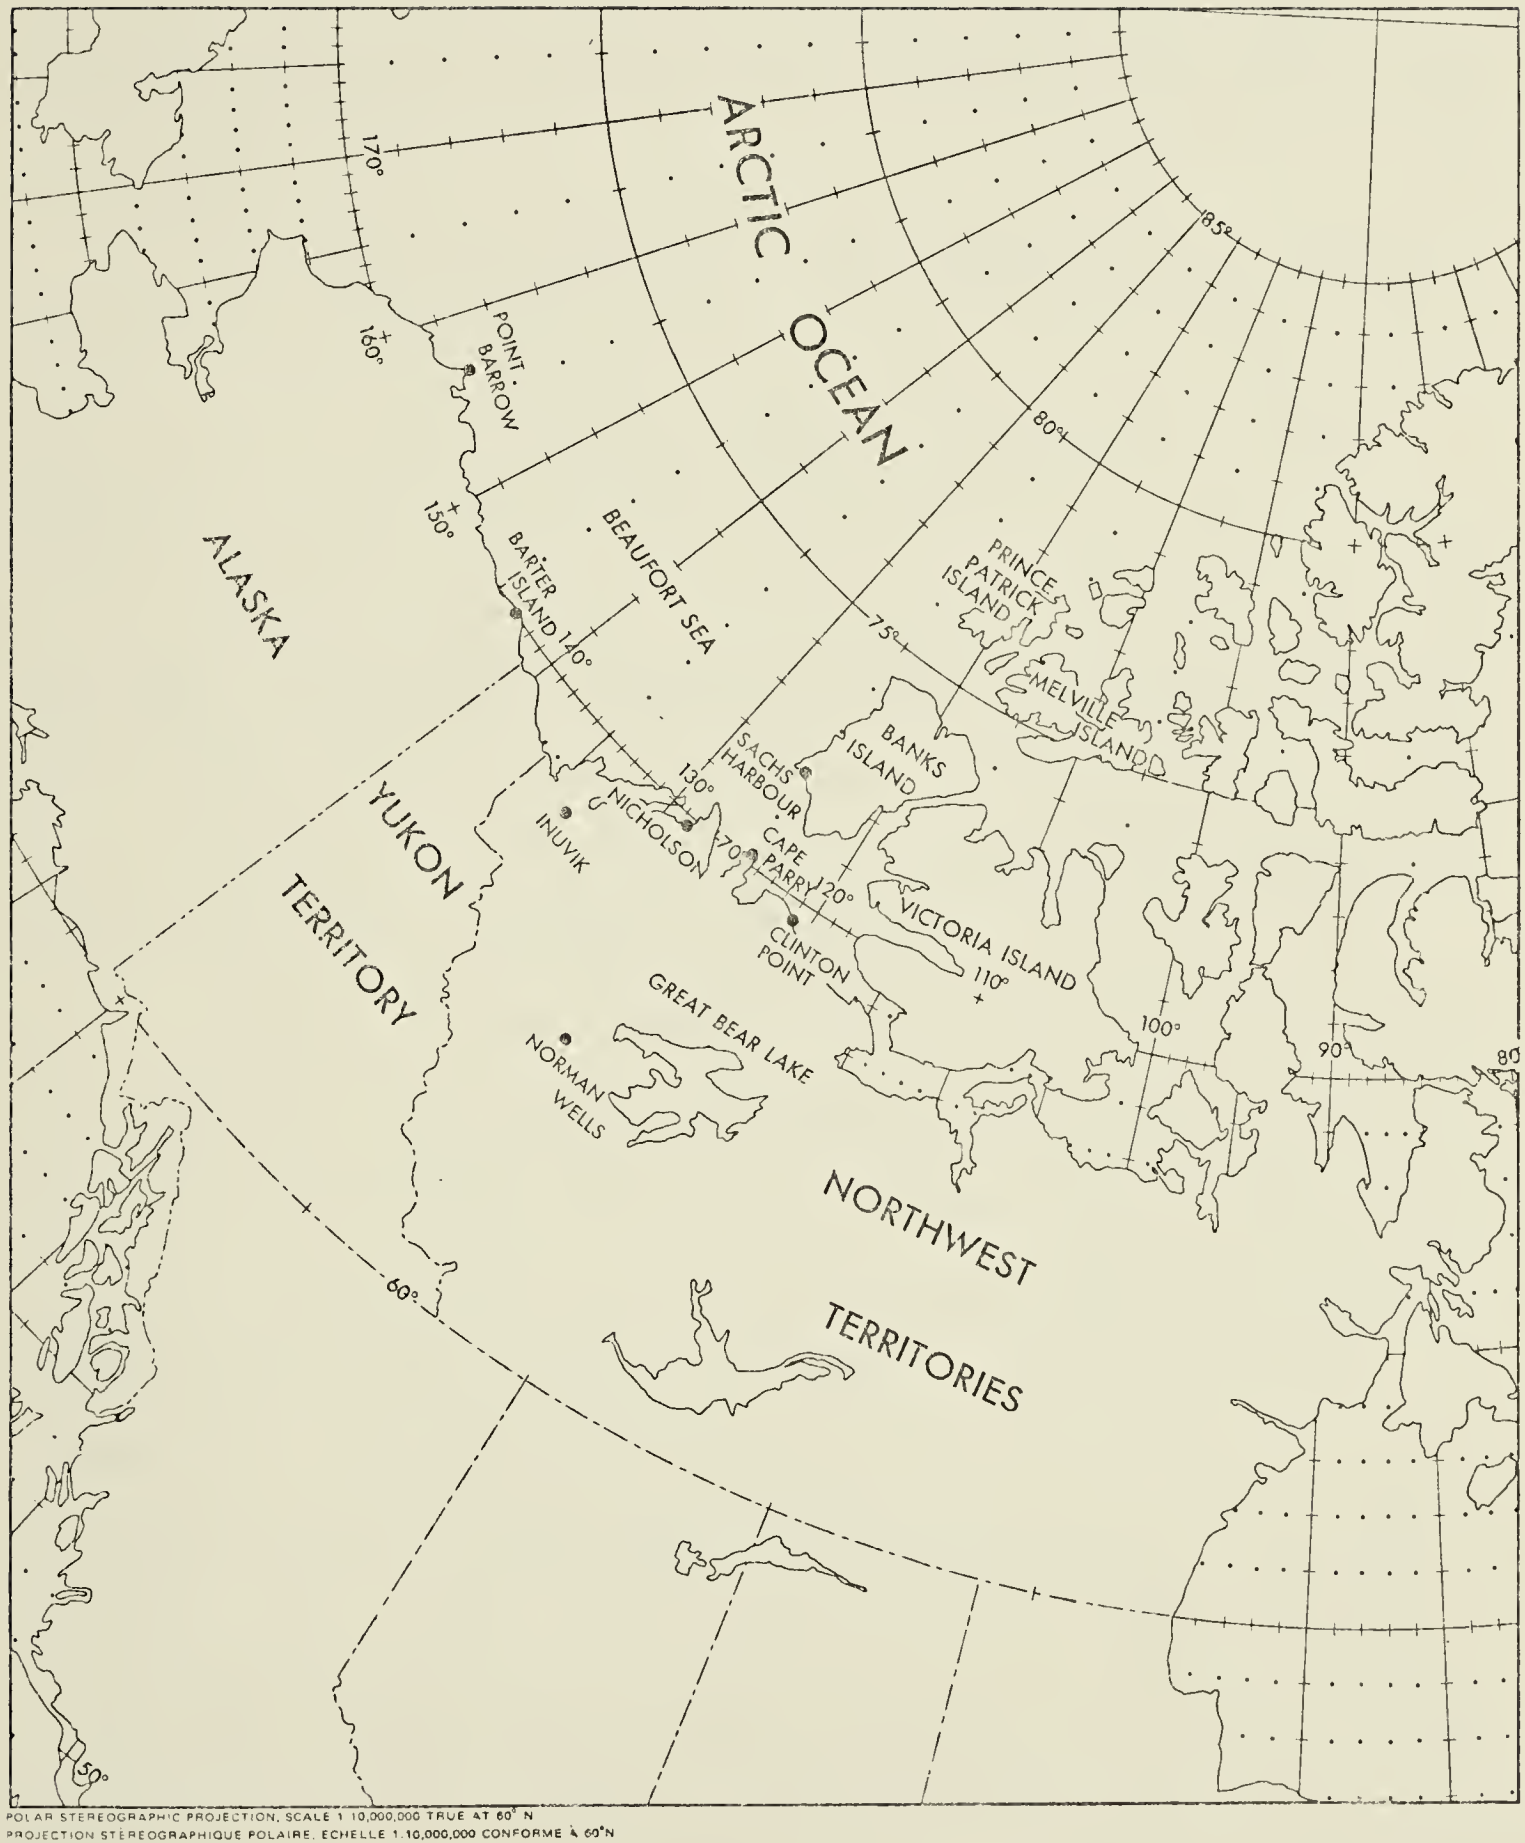 ARCTIC
OCEAN
170°
85°
160°
POINT
BARROW
80°
150°
ALASKA
BARTER
ISLAND
140°
BEAUFORT SEA
PRINCE
PATRICK
ISLAND
75°
MELVILLE
ISLAND
BANKS
ISLAND
SACHS
HARBOUR
130°
NICHOLSON
INUVIK
70°
CAPE
PARRY
120°
YUKON
TERRITORY
CLINTON
POINT
VICTORIA ISLAND
110°
100°
90°
80
GREAT BEAR LAKE
NORMAN
WELLS
NORTHWEST
TERRITORIES
60°
50°
POLAR STEREOGRAPHIC PROJECTION, SCALE 1:10,000,000 TRUE AT 60° N
PROJECTION STÉREOGRAPHIQUE POLAIRE, ECHELLE 1:10,000,000 CONFORME À 60°N